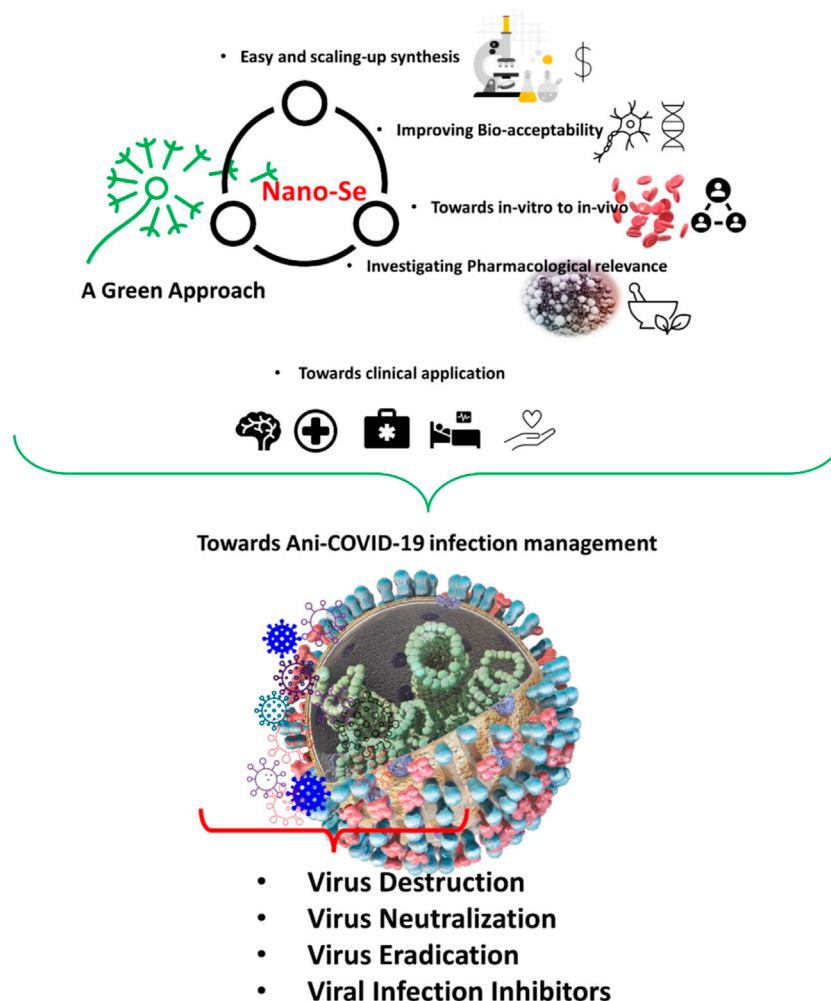 • Easy and scaling-up synthesis
$
• Improving Bio-acceptability
Nano-Se
• Towards in-vitro to in-vivo
• Investigating Pharmacological relevance
A Green Approach
• Towards clinical application
Towards Ani-COVID-19 infection management
• Virus Destruction
• Virus Neutralization
• Virus Eradication
• Viral Infection Inhibitors